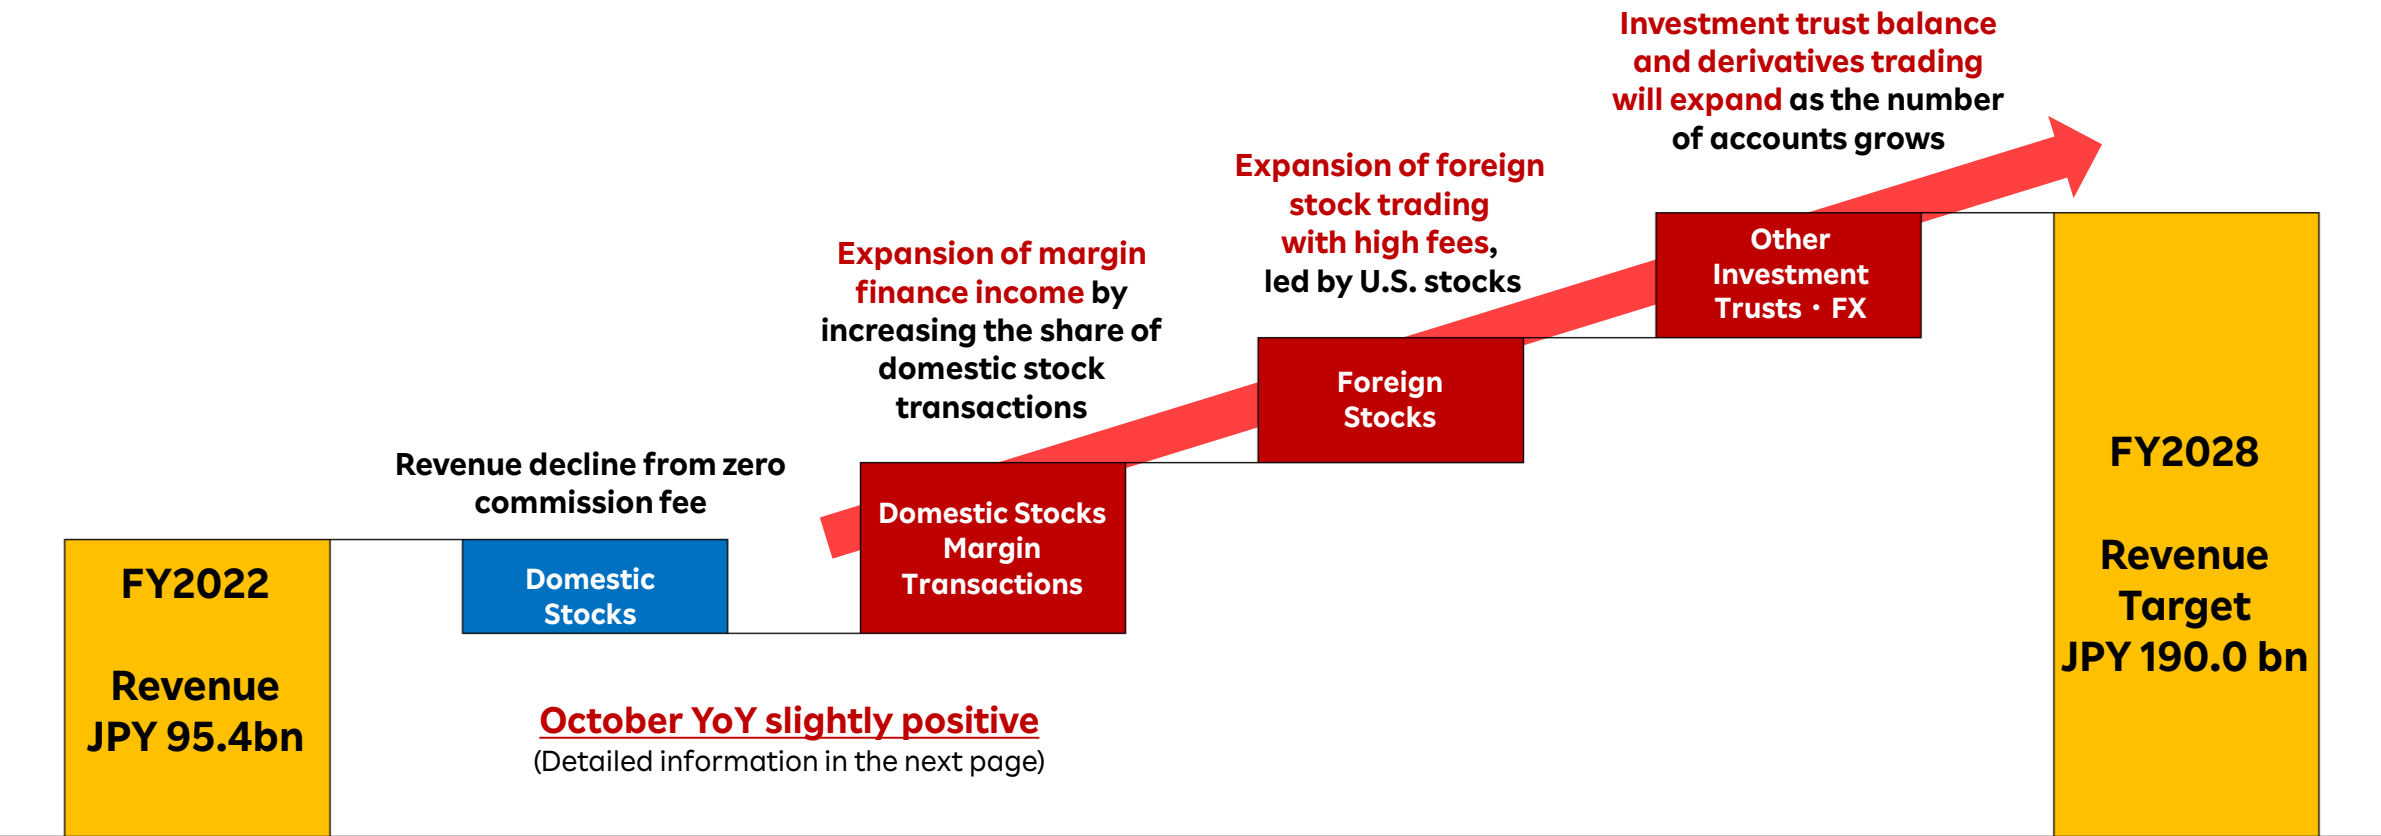 Investment trust balance
and derivatives trading
will expand as the number
of accounts grows
Expansion of foreign
stock trading
with high fees,
led by U.S. stocks
Expansion of margin
finance income by
increasing the share of
domestic stock
transactions
Revenue decline from zero
commission fee
FY2022
Revenue
JPY 95.4bn
Domestic
Stocks
Domestic Stocks
Margin
Transactions
Foreign
Stocks
Other
Investment
Trusts・FX
FY2028
Revenue
Target
JPY 190.0 bn
October YoY slightly positive
(Detailed information in the next page)